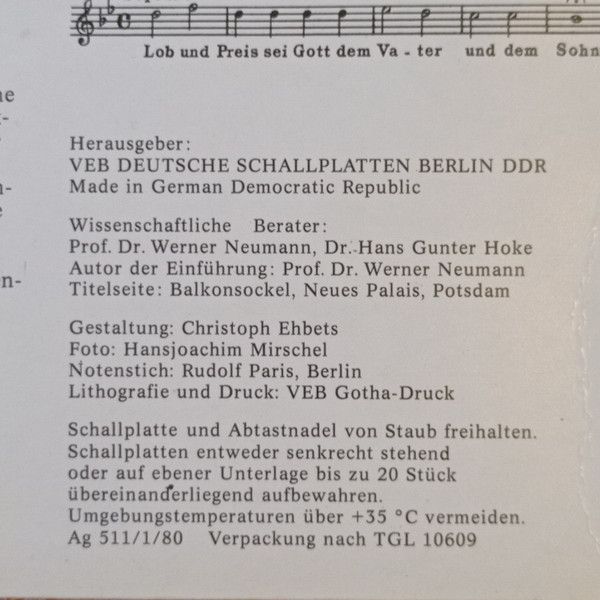 Lob und Preis sei Gott dem Va - ter und dem Sohn
Herausgeber:
VEB DEUTSCHE SCHALLPLATTEN BERLIN DDR
Made in German Democratic Republic
Wissenschaftliche Berater:
Prof. Dr. Werner Neumann, Dr. Hans Gunter Hoke
Autor der Einführung: Prof. Dr. Werner Neumann
Titelseite: Balkonsockel, Neues Palais, Potsdam
Gestaltung: Christoph Ehbets
Foto: Hansjoachim Mirschel
Notenstich: Rudolf Paris, Berlin
Lithografie und Druck: VEB Gotha-Druck
Schallplatte und Abtastnadel von Staub freihalten.
Schallplatten entweder senkrecht stehend
oder auf ebener Unterlage bis zu 20 Stück
übereinanderliegend aufbewahren.
Umgebungstemperaturen über +35 °C vermeiden.
Ag 511/1/80 Verpackung nach TGL 10609